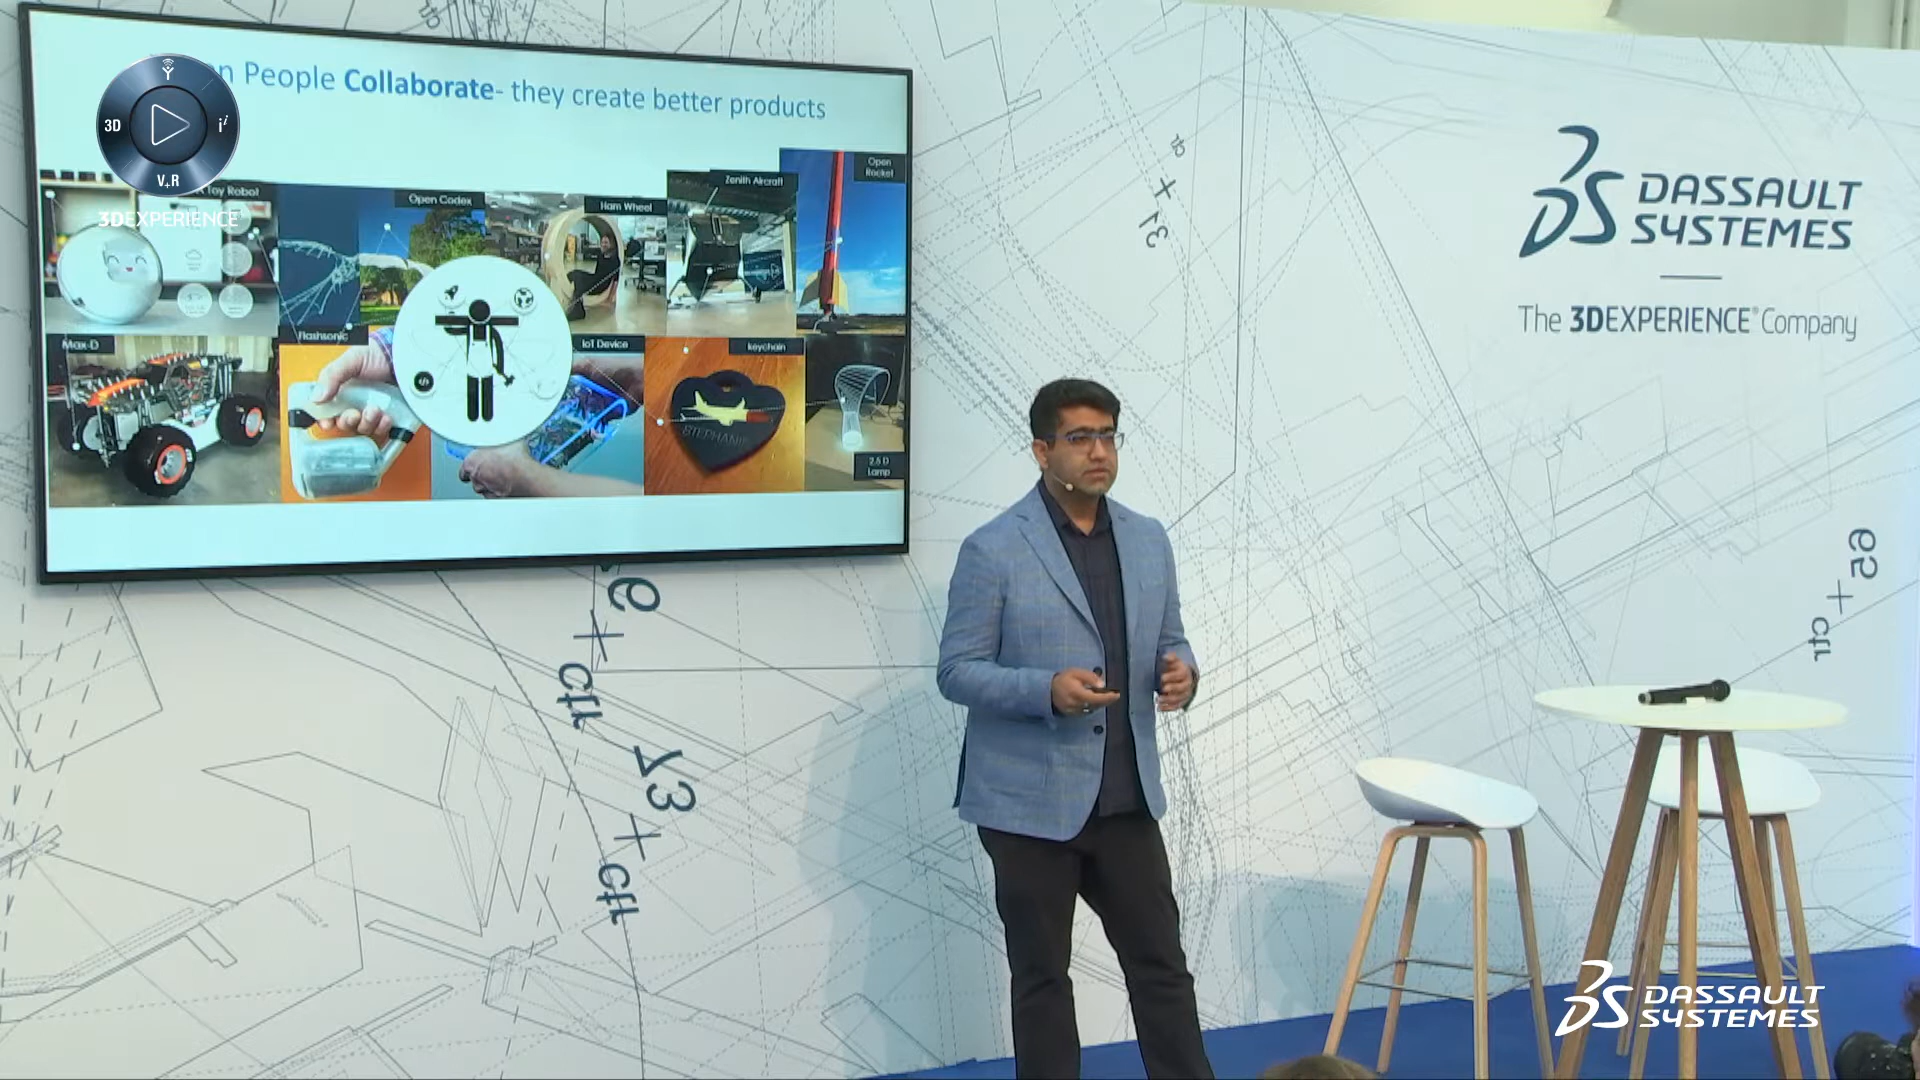 n People Collaborate- they create better products
3D
i
V+R
3DEXPERIENCE
Toy Robot
Open Codex
Ham Wheel
Zenith Aircraft
Open
Rocket
Max-D
Flashsonic
IoT Device
keychain
STEPHANIE
2.5 D
Lamp
DASSAULT
SYSTEMES
The 3DEXPERIENCE® Company
DASSAULT
SYSTEMES